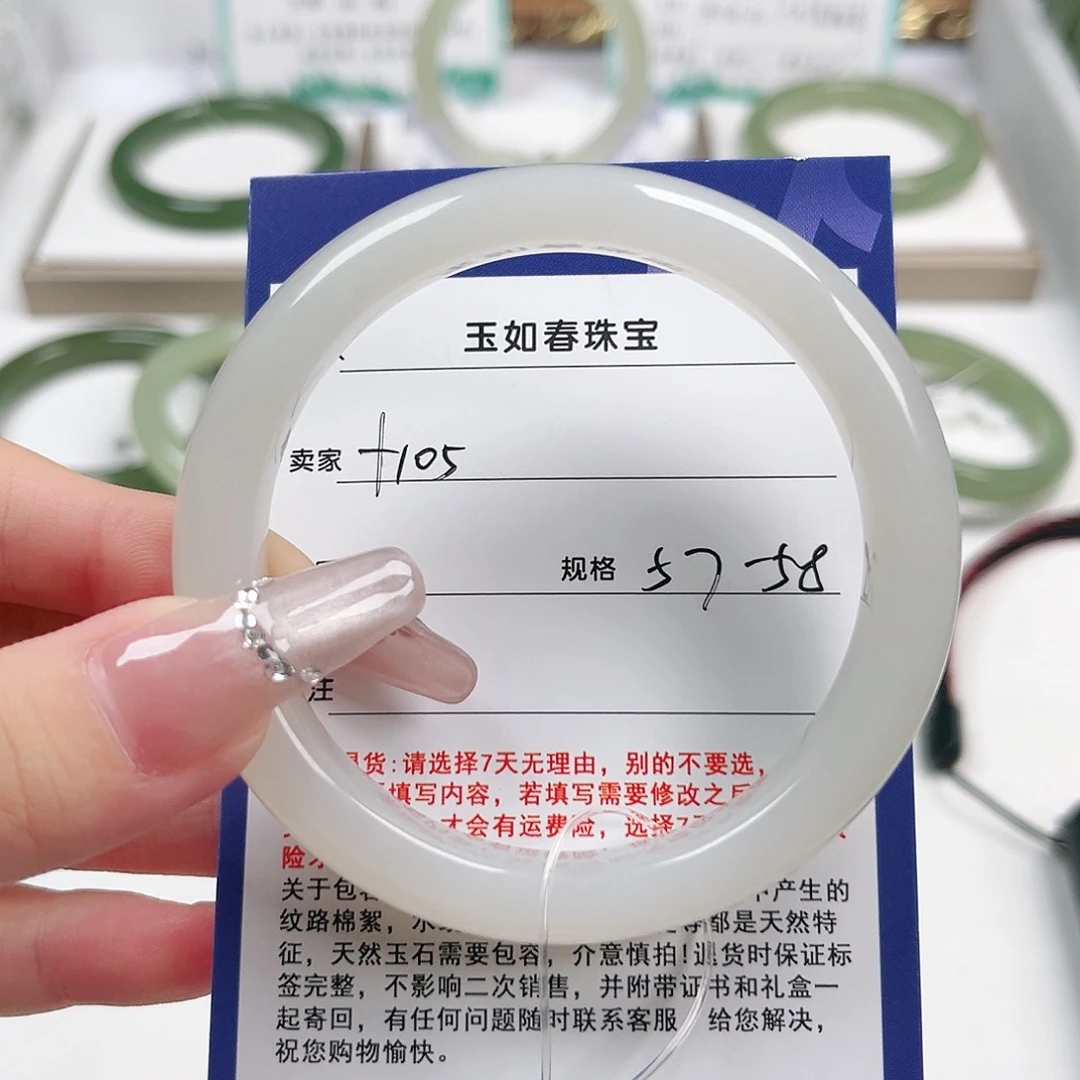 玉如春珠宝
卖家 +105
规格 57-58
注
货:请选择7天无理由，别的不要选，
填写内容，若填写需要修改之后
才会有运费险，选择7
险
关于包 中产生的
纹路棉絮， 都是天然特
征，天然玉石需要包容，介意慎拍!退货时保证标
签完整，不影响二次销售，并附带证书和礼盒一
起寄回，有任何问题随时联系客服 给您解决，
祝您购物愉快。